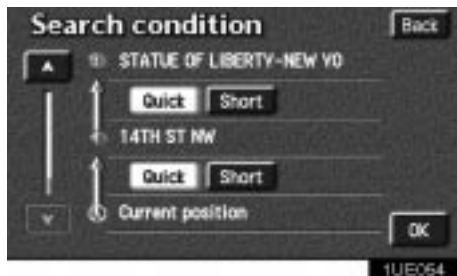 Search condition Back
STATUE OF LIBERTY-NEW YO
Quick Short
14TH ST NW
Quick Short
Current position
OK
1UE054